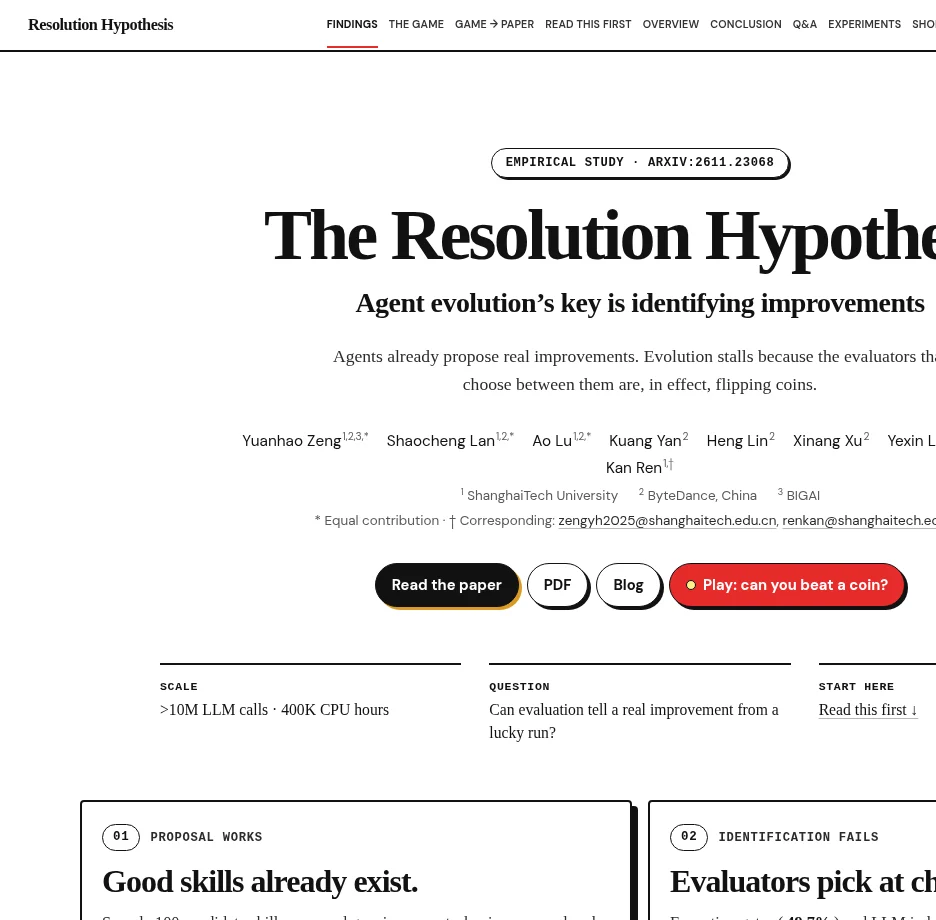 Resolution Hypothesis
FINDINGS THE GAME GAME → PAPER READ THIS FIRST OVERVIEW CONCLUSION Q&A EXPERIMENTS
EMPIRICAL STUDY · ARXIV:2611.23068
The Resolution
Agent evolution’s key is identifying improvements
Agents already propose real improvements. Evolution stalls because the evaluators
choose between them are, in effect, flipping coins.
Yuanhao Zeng1,2,3,* Shaocheng Lan1,2,* Ao Lu1,2,* Kuang Yan2 Heng Lin2 Xinang Xu2 Yexin
Kan Ren1,†
1 ShanghaiTech University 2 ByteDance, China 3 BIGAI
* Equal contribution · † Corresponding: zengyh2025@shanghaitech.edu.cn,
Read the paper PDF Blog Play: can you beat a coin?
SCALE
>10M LLM calls · 400K CPU hours
QUESTION
Can evaluation tell a real improvement from a
lucky run?
START HERE
Read this first ↓
01 PROPOSAL WORKS
Good skills already exist.
02 IDENTIFICATION FAILS
Evaluators pick at